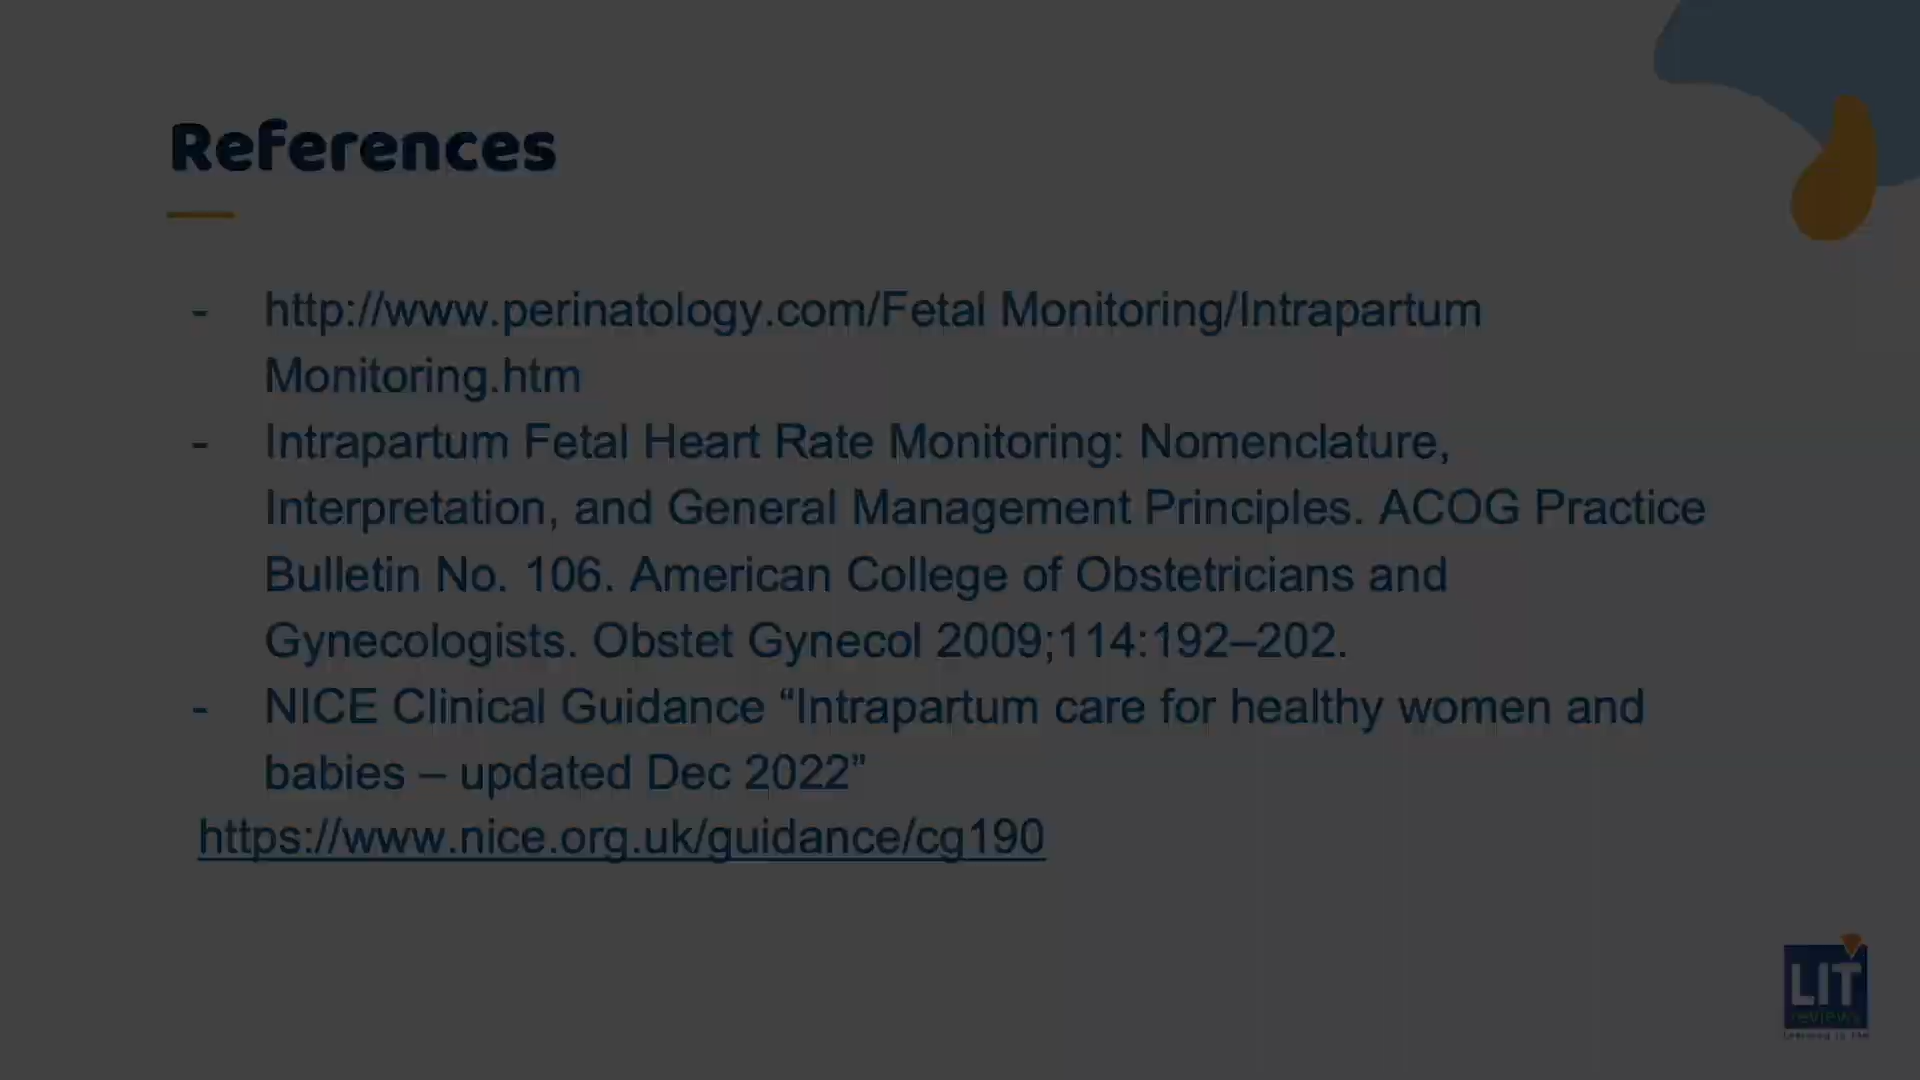 References
- http://www.perinatology.com/Fetal Monitoring/Intrapartum
Monitoring.htm
- Intrapartum Fetal Heart Rate Monitoring: Nomenclature,
Interpretation, and General Management Principles. ACOG Practice
Bulletin No. 106. American College of Obstetricians and
Gynecologists. Obstet Gynecol 2009;114:192–202.
- NICE Clinical Guidance “Intrapartum care for healthy women and
babies – updated Dec 2022”
https://www.nice.org.uk/guidance/cg190
LIT
reviews